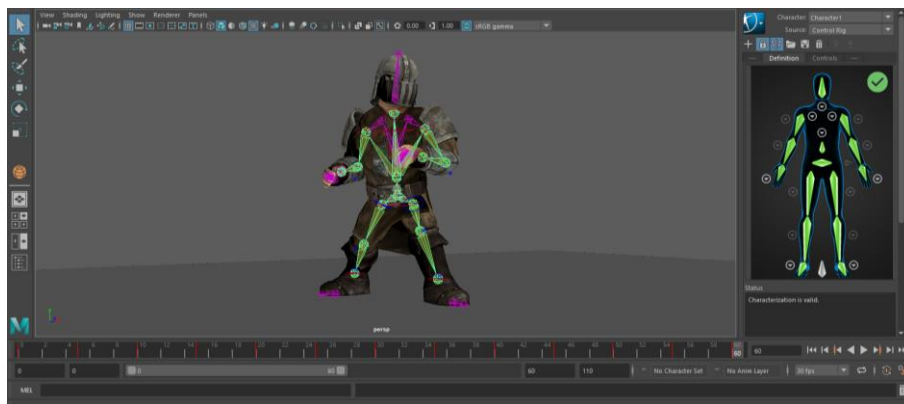 View Shading Lighting Show Renderer Panels
0.00 1.00 sRGB gamma
persp
Character: Character1
Source: Control Rig
Definition Controls
Status
Characterization is valid.
60
60
0 0 0 60 60 110 No Character Set No Anim Layer 30 fps
MEL